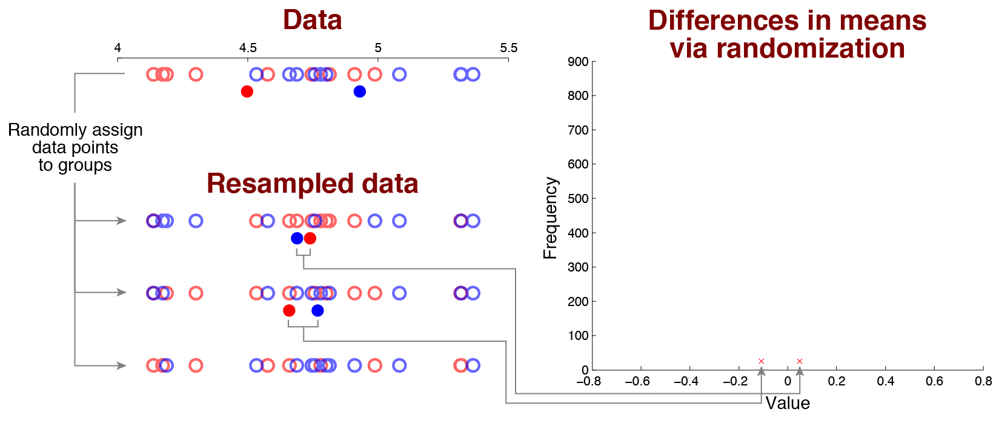 Data
4 4.5 5 5.5
Randomly assign
data points
to groups
Resampled data
Differences in means
via randomization
900
800
700
600
500
400
300
200
100
0
Frequency
−0.8 −0.6 −0.4 −0.2 0 0.2 0.4 0.6 0.8
Value